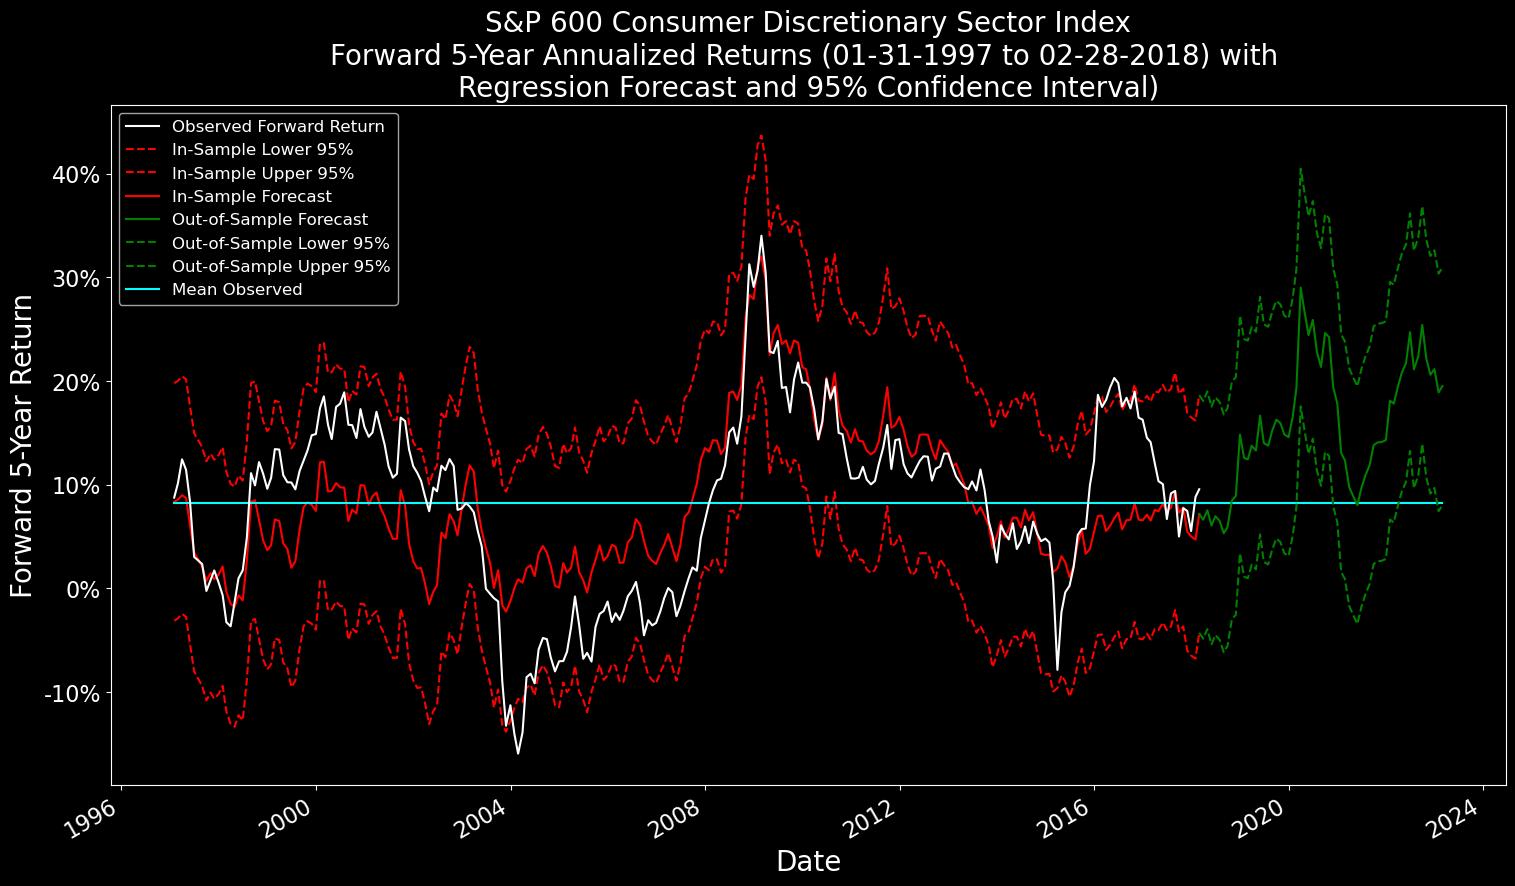 S&P 600 Consumer Discretionary Sector Index
Forward 5-Year Annualized Returns (01-31-1997 to 02-28-2018) with
Regression Forecast and 95% Confidence Interval)
Observed Forward Return
In-Sample Lower 95%
In-Sample Upper 95%
In-Sample Forecast
Out-of-Sample Forecast
Out-of-Sample Lower 95%
Out-of-Sample Upper 95%
Mean Observed
Forward 5-Year Return
40%
30%
20%
10%
0%
-10%
1996
2000
2004
2008
2012
2016
2020
2024
Date